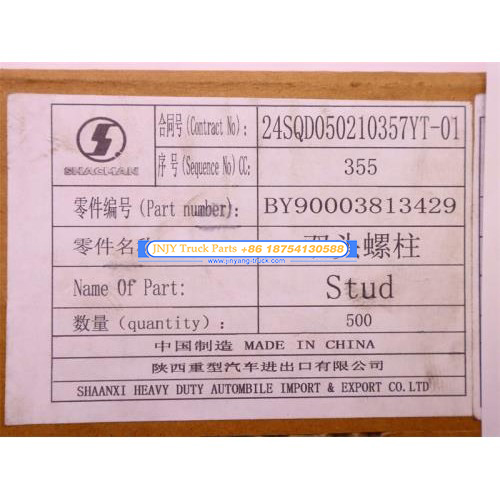 SHACMAN
合同号(Contract No): 24SQD050210357YT-01
序号(Sequence No)CC: 355
零件编号(Part number): BY90003813429
零件名 螺柱
JNJY Truck Parts +86 18754130588
www.jinyang-truck.com
Name Of Part: Stud
数量(quantity): 500
中国制造 MADE IN CHINA
陕西重型汽车进出口有限公司
SHAANXI HEAVY DUTY AUTOMBILE IMPORT & EXPORT CO.LTD